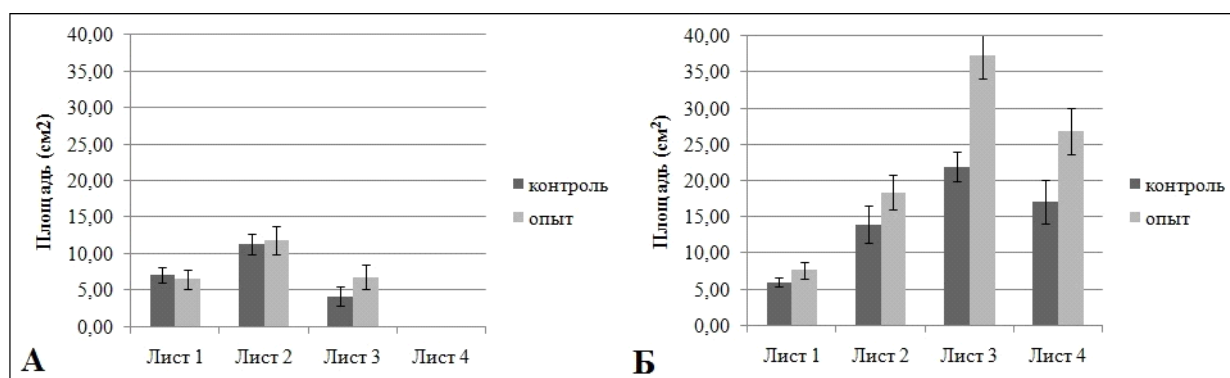 Площадь (см2)
40,00
35,00
30,00
25,00
20,00
15,00
10,00
5,00
0,00
Лист 1 Лист 2 Лист 3 Лист 4
контроль
опыт
А
Площадь (см²)
40,00
35,00
30,00
25,00
20,00
15,00
10,00
5,00
0,00
Лист 1 Лист 2 Лист 3 Лист 4
контроль
опыт
Б